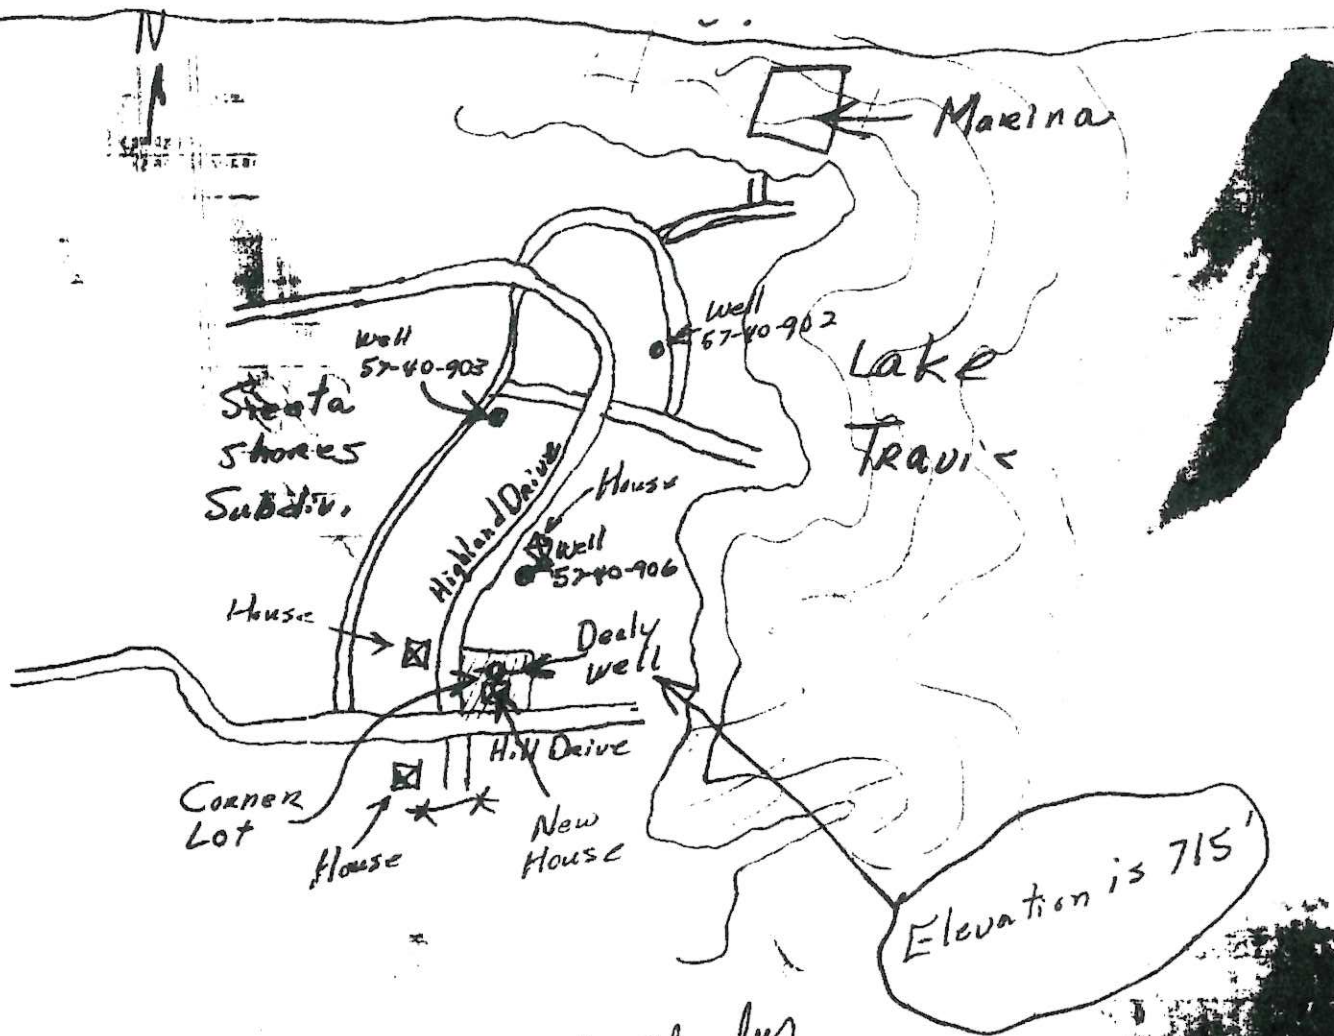 N
Marina
Well
57-40-902
Well
57-40-903
Lake
Travis
Shores
Subdiv.
Highland Drive
House
Well
57-40-906
House
Dealy
Well
Hill Drive
Corner
Lot
House
New
House
Elevation is 715'